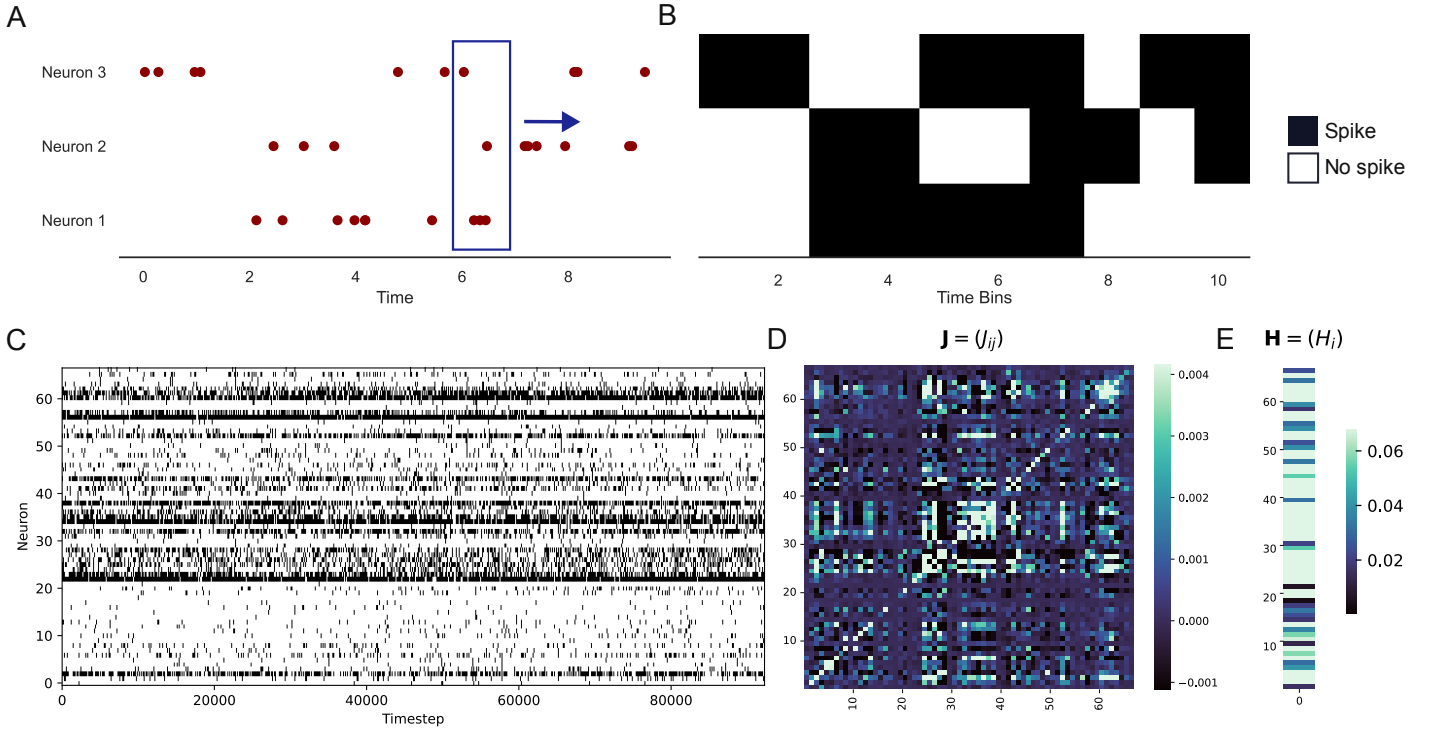 A
Neuron 3
Neuron 2
Neuron 1
0 2 4 6 8
Time
B
2 4 6 8 10
Time Bins
Spike
No spike
C
60
50
40
30
20
10
0
Neuron
0 20000 40000 60000 80000
Timestep
D
J = (Jij)
60
50
40
30
20
10
10 20 30 40 50 60
0.004
0.003
0.002
0.001
0.000
−0.001
E
H = (Hi)
60
50
40
30
20
10
0
0.06
0.04
0.02